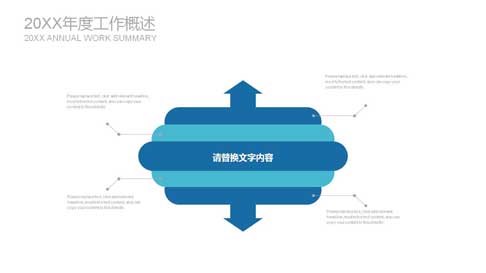 20XX年度工作概述
20XX ANNUAL WORK SUMMARY
Please replace text, click add relevant headline,
modify the text content, and also can copy your
content to this directly.
Please replace text, click add relevant headline,
modify the text content, also can copy your
content to this directly.
请替换文字内容
Please replace text, click add relevant
headline, modify the text content, also can
copy your content to this directly.
Please replace text, click add relevant
headline, modify the text content, also can
copy your content to this directly.